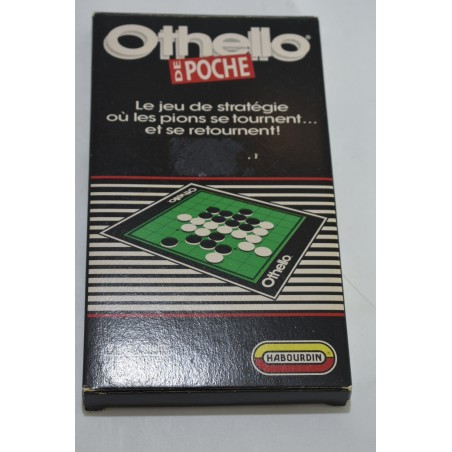 Othello®
DE POCHE
Le jeu de stratégie
où les pions se tournent...
et se retournent!
Othello
Othello
HABOURDIN